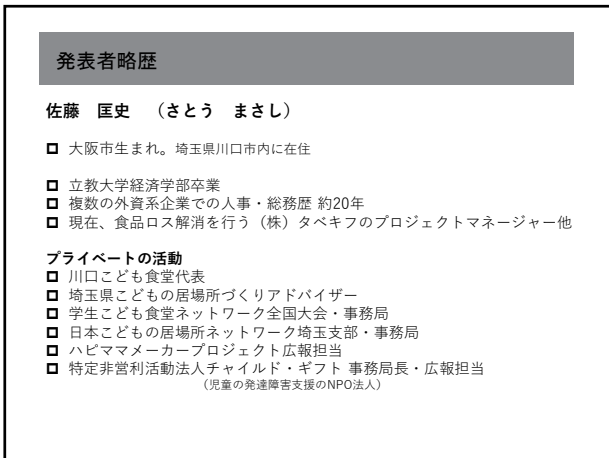 発表者略歴
佐藤　匡史　（さとう　まさし）
大阪市生まれ。埼玉県川口市内に在住
立教大学経済学部卒業
複数の外資系企業での人事・総務歴 約20年
現在、食品ロス解消を行う（株）タベキフのプロジェクトマネージャー他
プライベートの活動
川口こども食堂代表
埼玉県こどもの居場所づくりアドバイザー
学生こども食堂ネットワーク全国大会・事務局
日本こどもの居場所ネットワーク埼玉支部・事務局
ハピママメーカープロジェクト広報担当
特定非営利活動法人チャイルド・ギフト 事務局長・広報担当
（児童の発達障害支援のNPO法人）